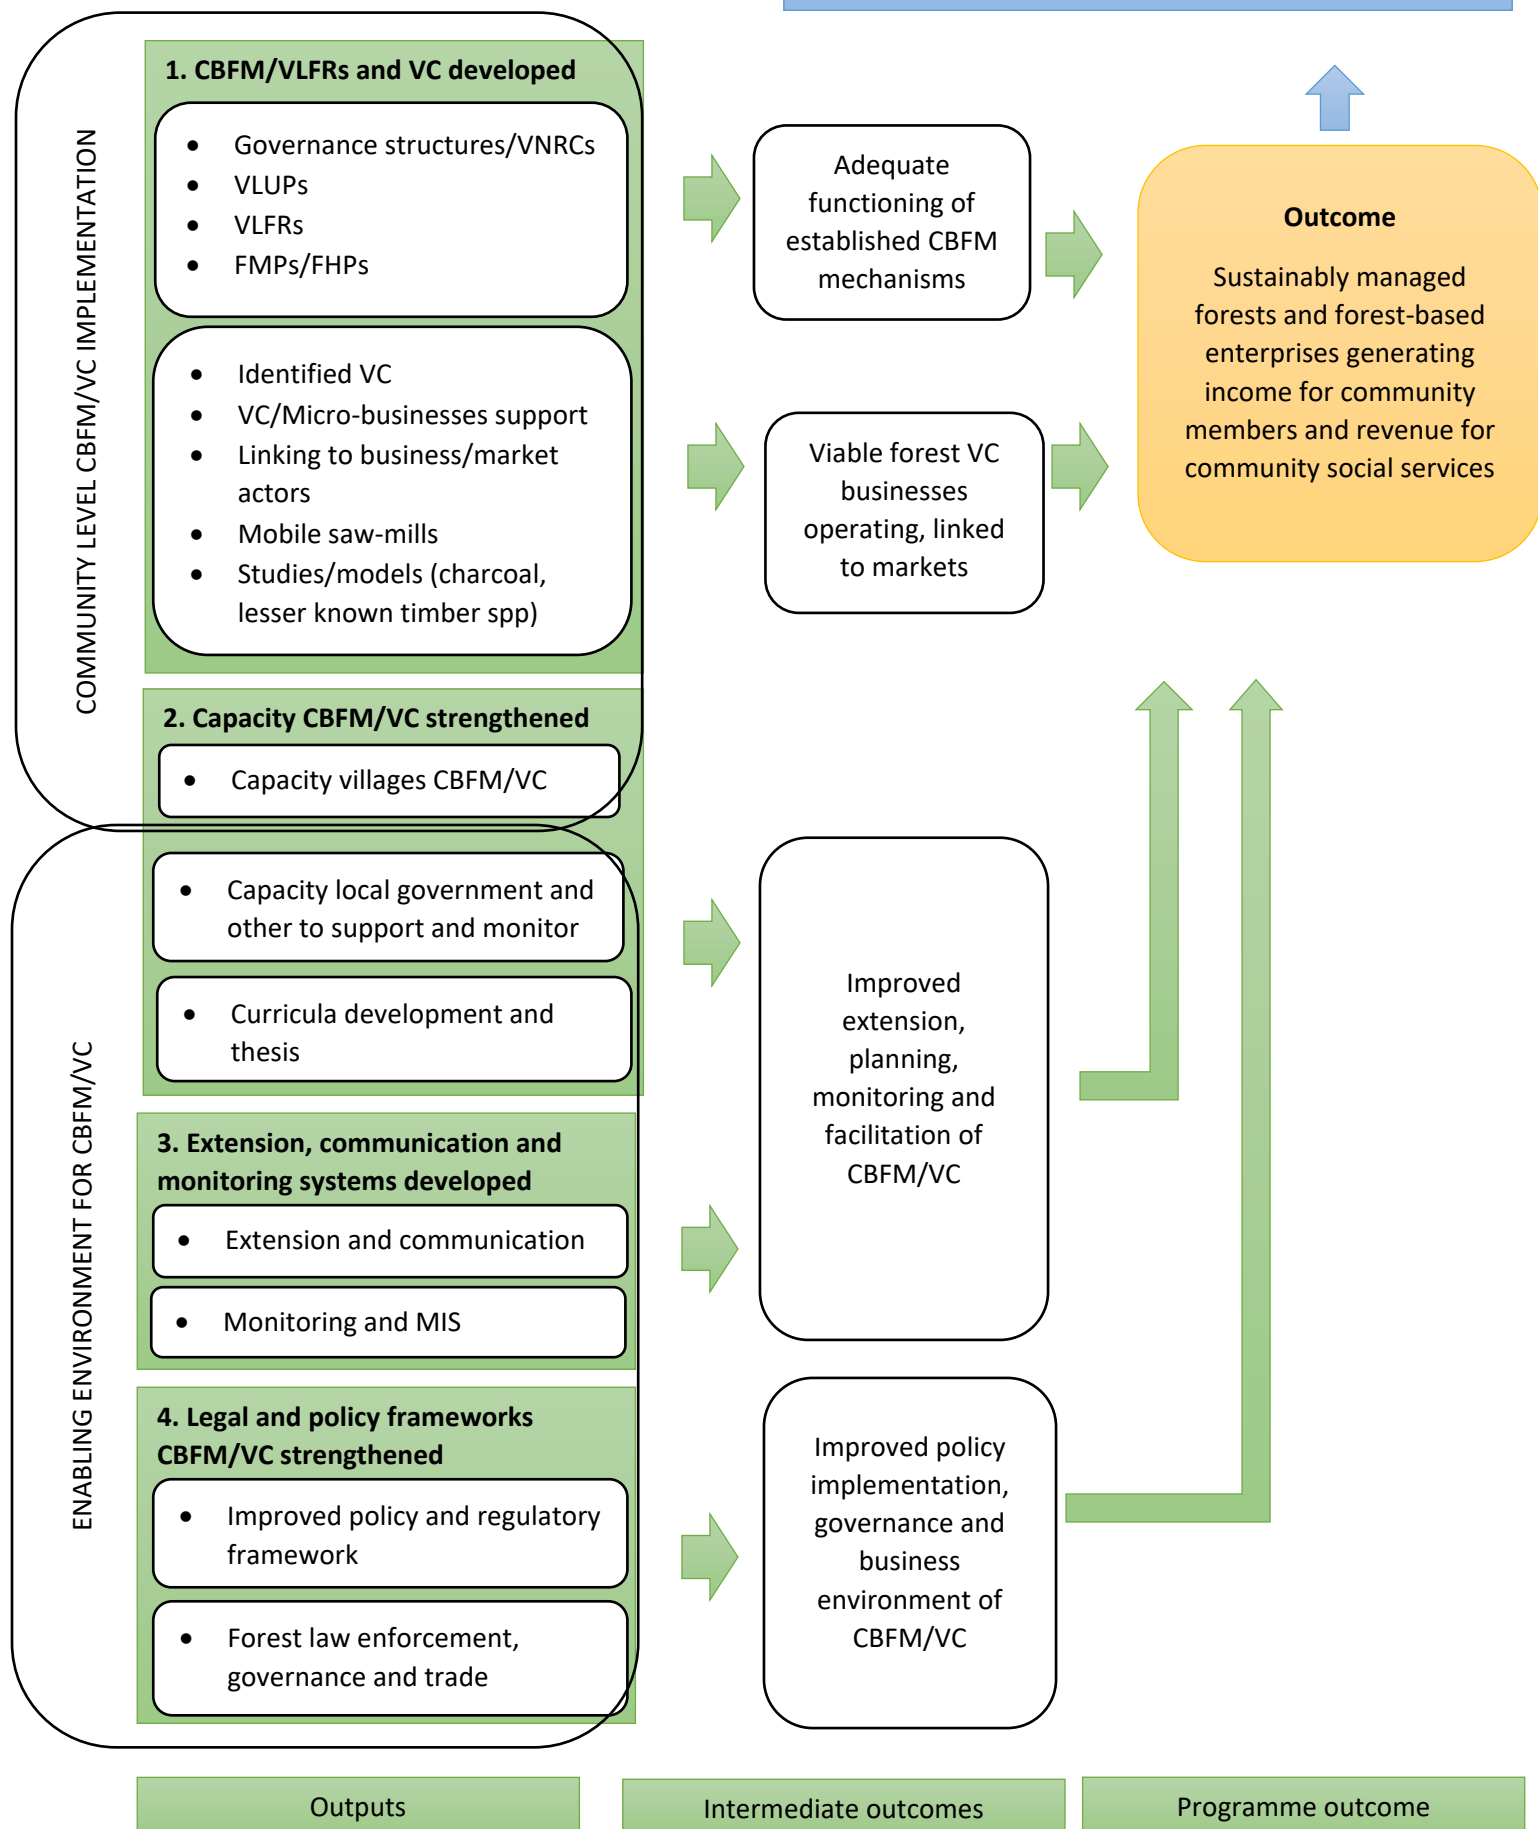 COMMUNITY LEVEL CBFM/VC IMPLEMENTATION
1. CBFM/VLFRs and VC developed
• Governance structures/VNRCs
• VLUPs
• VLFRs
• FMPs/FHPs
• Identified VC
• VC/Micro-businesses support
• Linking to business/market
actors
• Mobile saw-mills
• Studies/models (charcoal,
lesser known timber spp)
Adequate
functioning of
established CBFM
mechanisms
Viable forest VC
businesses
operating, linked
to markets
Outcome
Sustainably managed
forests and forest-based
enterprises generating
income for community
members and revenue for
community social services
2. Capacity CBFM/VC strengthened
• Capacity villages CBFM/VC
ENABLING ENVIRONMENT FOR CBFM/VC
• Capacity local government and
other to support and monitor
• Curricula development and
thesis
3. Extension, communication and
monitoring systems developed
• Extension and communication
• Monitoring and MIS
Improved
extension,
planning,
monitoring and
facilitation of
CBFM/VC
4. Legal and policy frameworks
CBFM/VC strengthened
• Improved policy and regulatory
framework
• Forest law enforcement,
governance and trade
Improved policy
implementation,
governance and
business
environment of
CBFM/VC
Outputs
Intermediate outcomes
Programme outcome